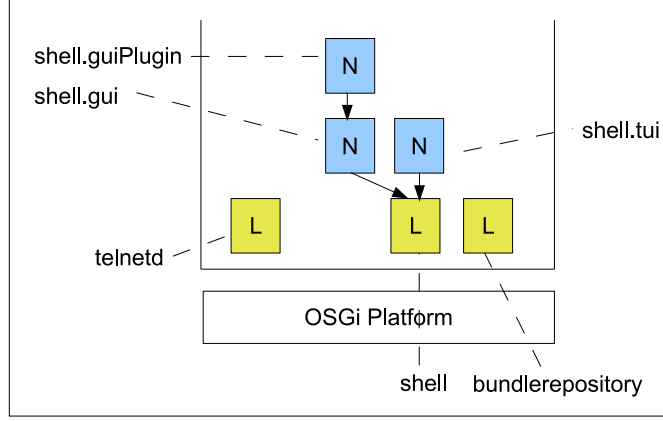 shell.guiPlugin
N
shell.gui
N
N
shell.tui
L
L
L
telnetd
OSGi Platform
shell
bundlerepository